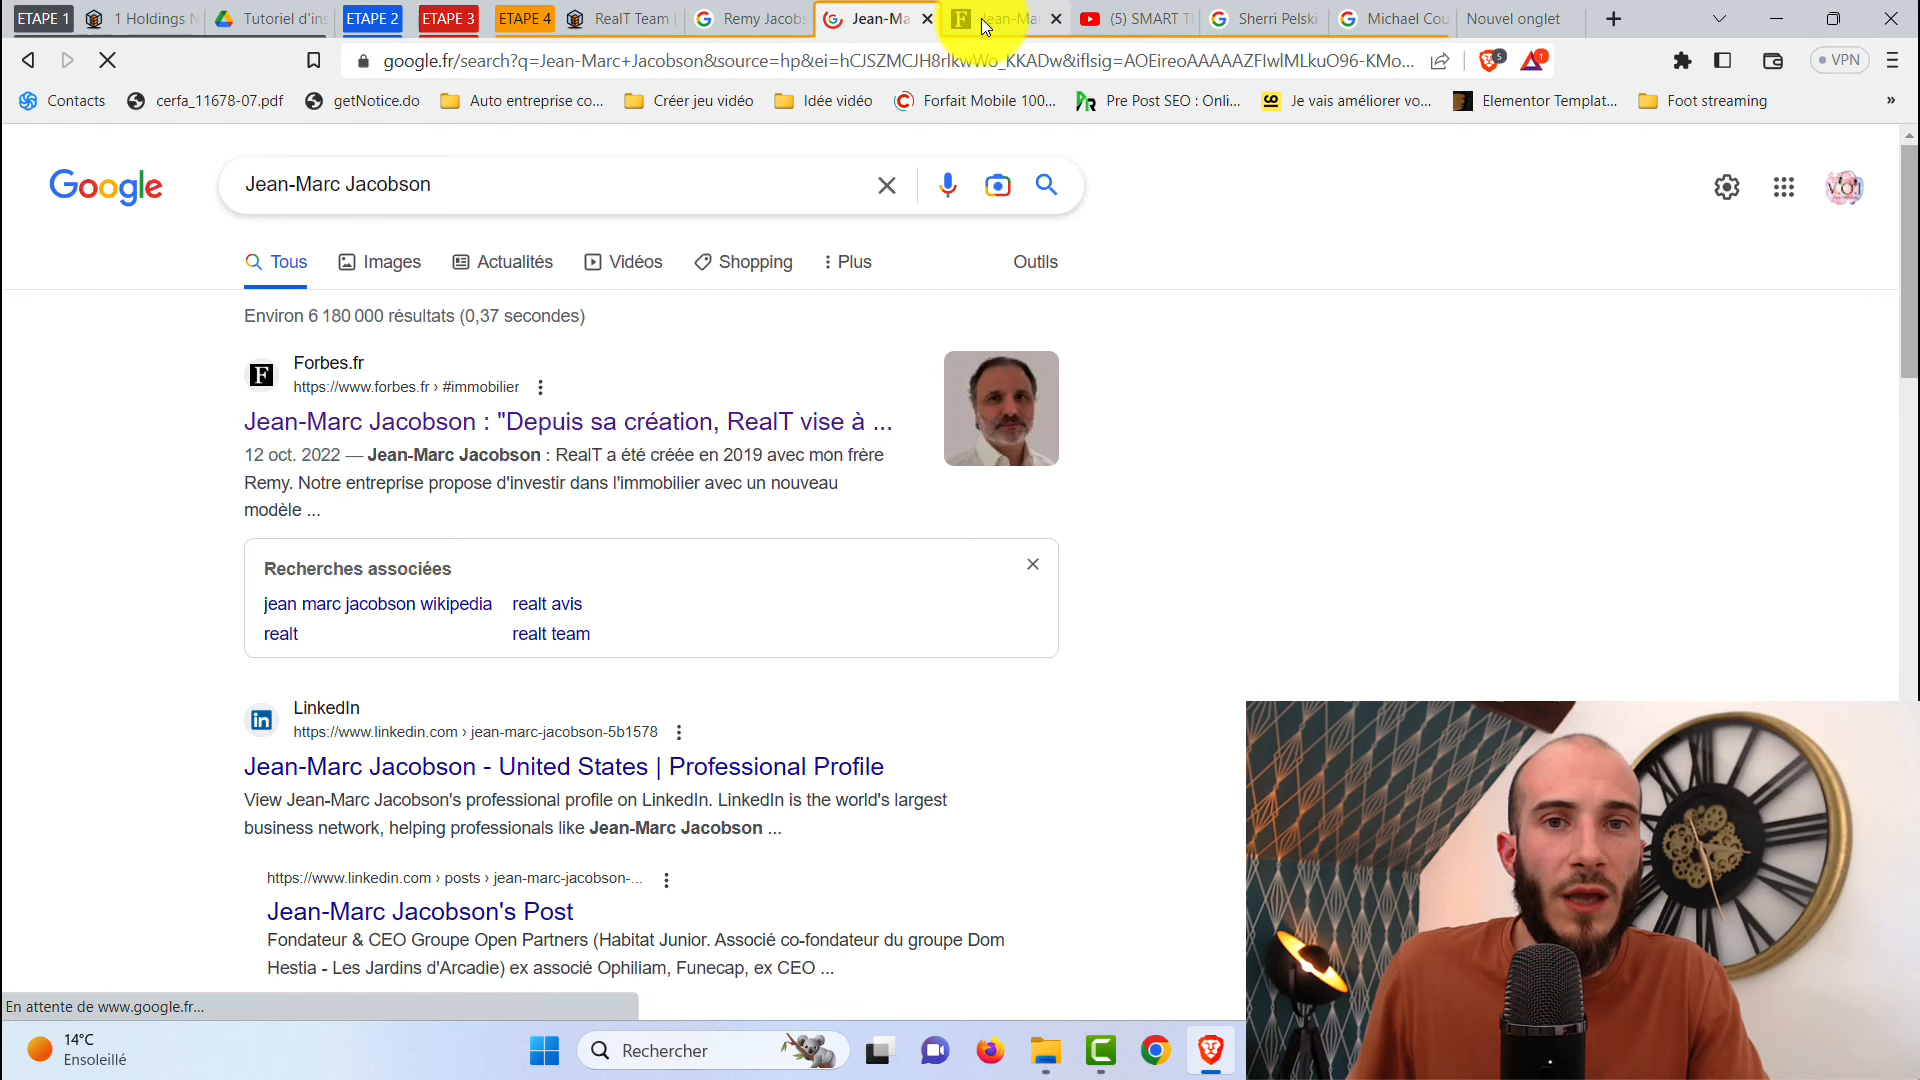 ETAPE 1
1 Holdings
Tutoriel d'ins
ETAPE 2
ETAPE 3
ETAPE 4
RealT Team
Remy Jacobs
Jean-Ma
Jean-Mar
(5) SMART T
Sherri Pelski
Michael Cou
Nouvel onglet
google.fr/search?q=Jean-Marc+Jacobson&source=hp&ei=hCJSZMCJH8rlkwWo_KKADw&iflsig=AOEireoAAAAAZFIwlMLkuO96-KMo...
5
1
VPN
Contacts
cerfa_11678-07.pdf
getNotice.do
Auto entreprise co...
Créer jeu vidéo
Idée vidéo
Forfait Mobile 100...
Pre Post SEO : Onli...
Je vais améliorer vo...
Elementor Templat...
Foot streaming
»
Google
Jean-Marc Jacobson
Tous
Images
Actualités
Vidéos
Shopping
Plus
Outils
Environ 6 180 000 résultats (0,37 secondes)
Forbes.fr
https://www.forbes.fr › #immobilier
Jean-Marc Jacobson : "Depuis sa création, RealT vise à ...
12 oct. 2022 — Jean-Marc Jacobson : RealT a été créée en 2019 avec mon frère
Remy. Notre entreprise propose d'investir dans l'immobilier avec un nouveau
modèle ...
Recherches associées
jean marc jacobson wikipedia
realt avis
realt
realt team
LinkedIn
https://www.linkedin.com › jean-marc-jacobson-5b1578
Jean-Marc Jacobson - United States | Professional Profile
View Jean-Marc Jacobson's professional profile on LinkedIn. LinkedIn is the world's largest
business network, helping professionals like Jean-Marc Jacobson ...
https://www.linkedin.com › posts › jean-marc-jacobson-...
Jean-Marc Jacobson's Post
Fondateur & CEO Groupe Open Partners (Habitat Junior. Associé co-fondateur du groupe Dom
Hestia - Les Jardins d'Arcadie) ex associé Ophiliam, Funecap, ex CEO ...
En attente de www.google.fr...
14°C
Ensoleillé
Rechercher